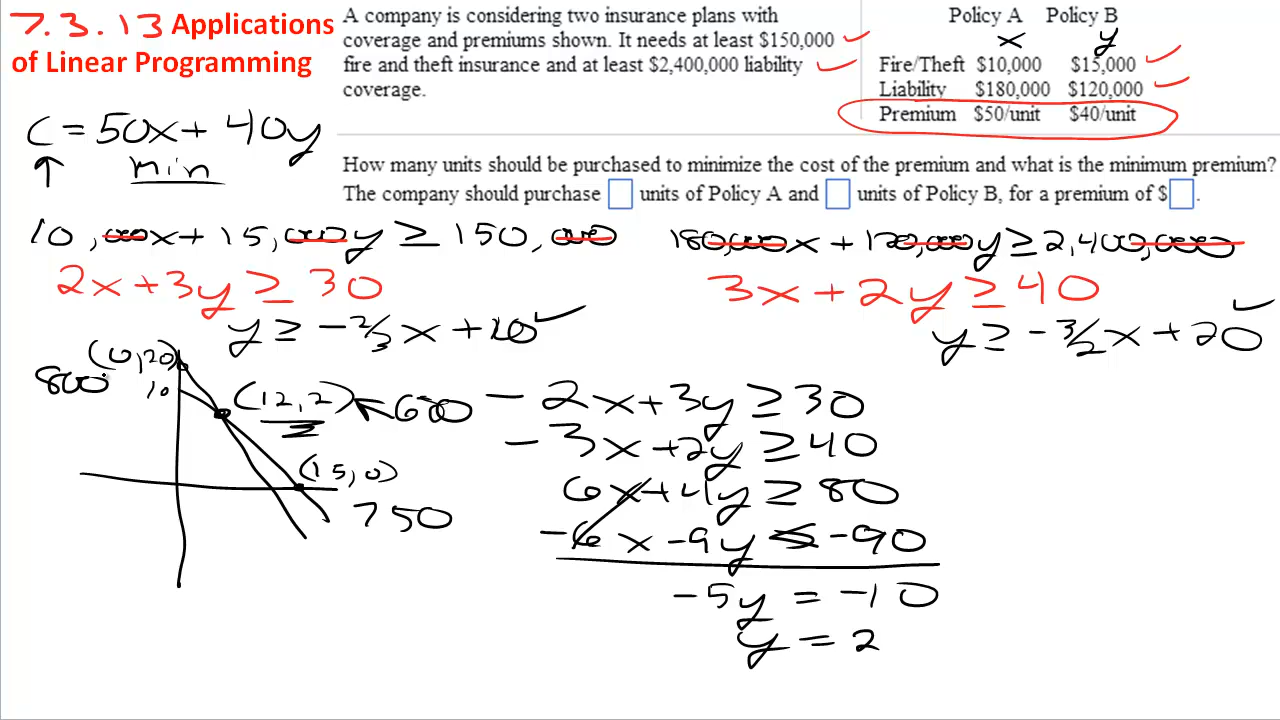 7.3.13 Applications
of Linear Programming
A company is considering two insurance plans with
coverage and premiums shown. It needs at least $150,000
fire and theft insurance and at least $2,400,000 liability
coverage.
Policy A Policy B
x y
Fire/Theft $10,000 $15,000
Liability $180,000 $120,000
Premium $50/unit $40/unit
C = 50x + 40y
min
How many units should be purchased to minimize the cost of the premium and what is the minimum premium?
The company should purchase units of Policy A and units of Policy B, for a premium of $ .
10,000x + 15,000y ≥ 150,000
180,000x + 120,000y ≥ 2,400,000
2x + 3y ≥ 30
3x + 2y ≥ 40
y ≥ -2/3 x + 10
y ≥ -3/2 x + 20
(0,20)
800
10
(12,2)
680
(15,0)
750
- 2x + 3y ≥ 30
- 3x + 2y ≥ 40
6x + 4y ≥ 80
-6x - 9y ≤ -90
-5y = -10
y = 2